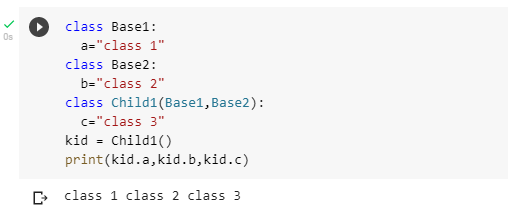 class Base1:
  a="class 1"
class Base2:
  b="class 2"
class Child1(Base1,Base2):
  c="class 3"
kid = Child1()
print(kid.a,kid.b,kid.c)
0s
class 1 class 2 class 3